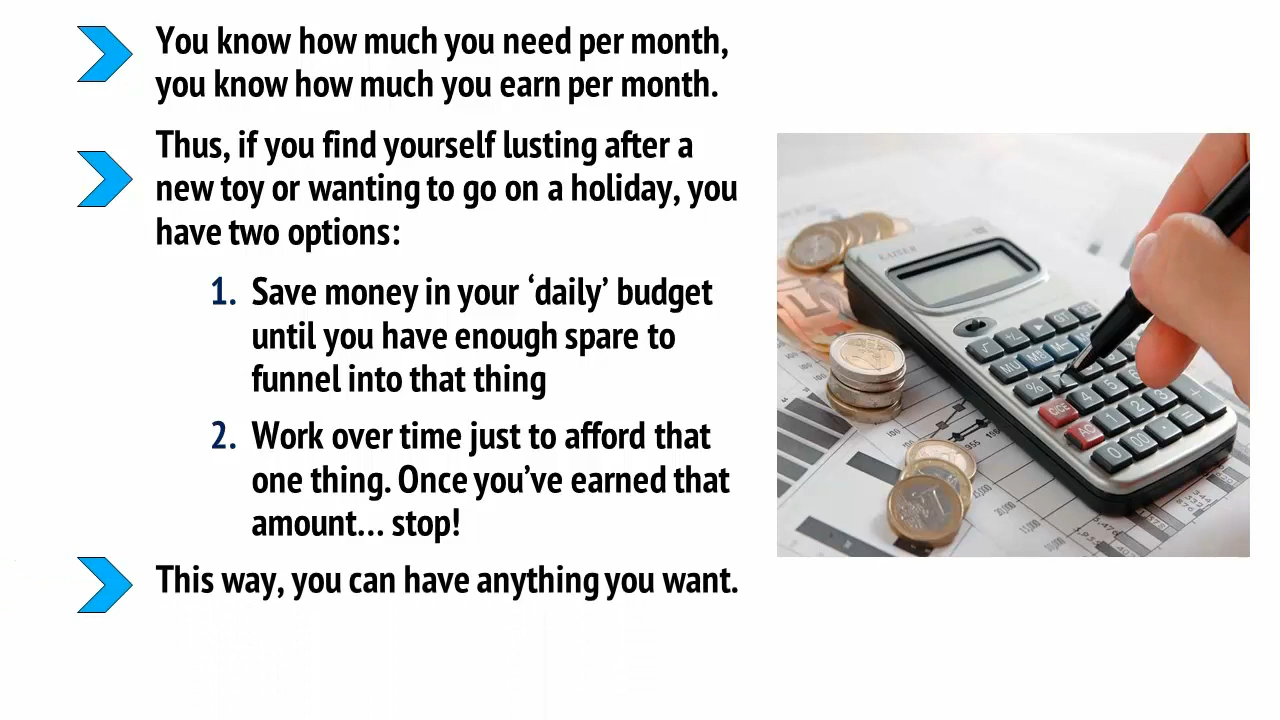 You know how much you need per month,
you know how much you earn per month.
Thus, if you find yourself lusting after a
new toy or wanting to go on a holiday, you
have two options:
1. Save money in your ‘daily’ budget
until you have enough spare to
funnel into that thing
2. Work over time just to afford that
one thing. Once you’ve earned that
amount... stop!
This way, you can have anything you want.
KAISER